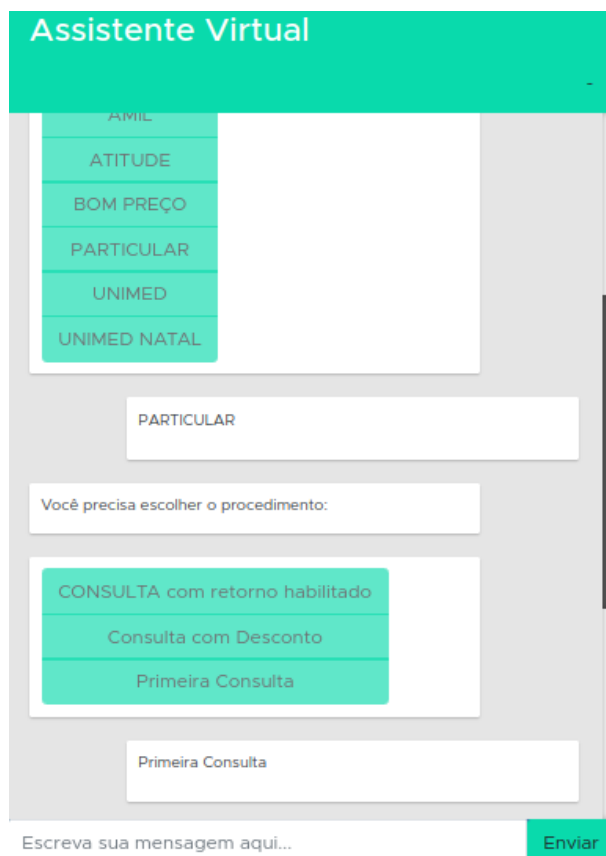 Assistente Virtual
-
AMIL
ATITUDE
BOM PREÇO
PARTICULAR
UNIMED
UNIMED NATAL
PARTICULAR
Você precisa escolher o procedimento:
CONSULTA com retorno habilitado
Consulta com Desconto
Primeira Consulta
Primeira Consulta
Escreva sua mensagem aqui...
Enviar